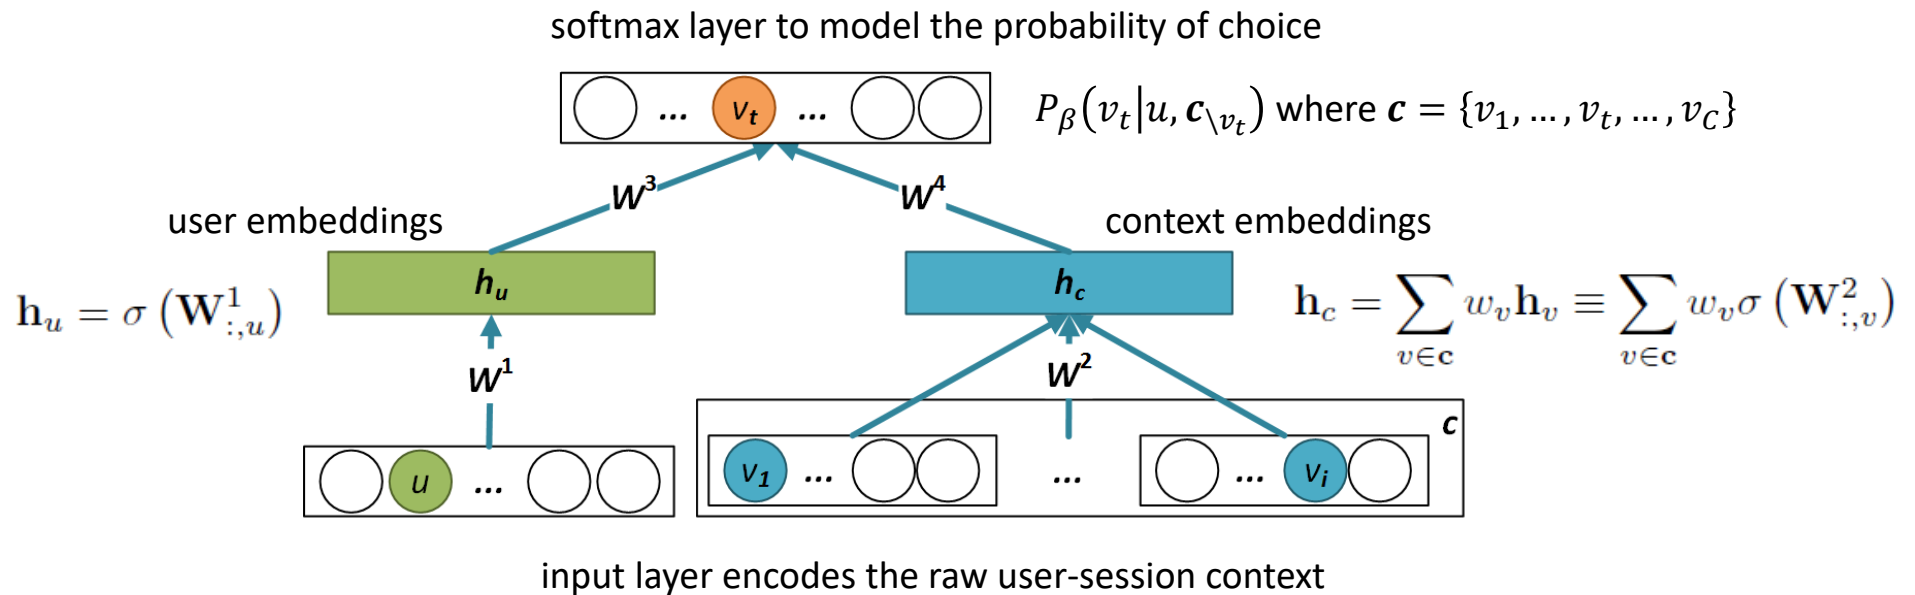 softmax layer to model the probability of choice
... v_t ...
P_β(v_t|u, c_{\v_t}) where c = {v_1, ..., v_t, ..., v_C}
W^3 W^4
user embeddings context embeddings
h_u h_c
h_u = σ(W^1_{:,u})
h_c = ∑_{v∈c} w_v h_v ≡ ∑_{v∈c} w_v σ(W^2_{:,v})
W^1 W^2
c
u ... v_1 ... ... ... v_i
input layer encodes the raw user-session context